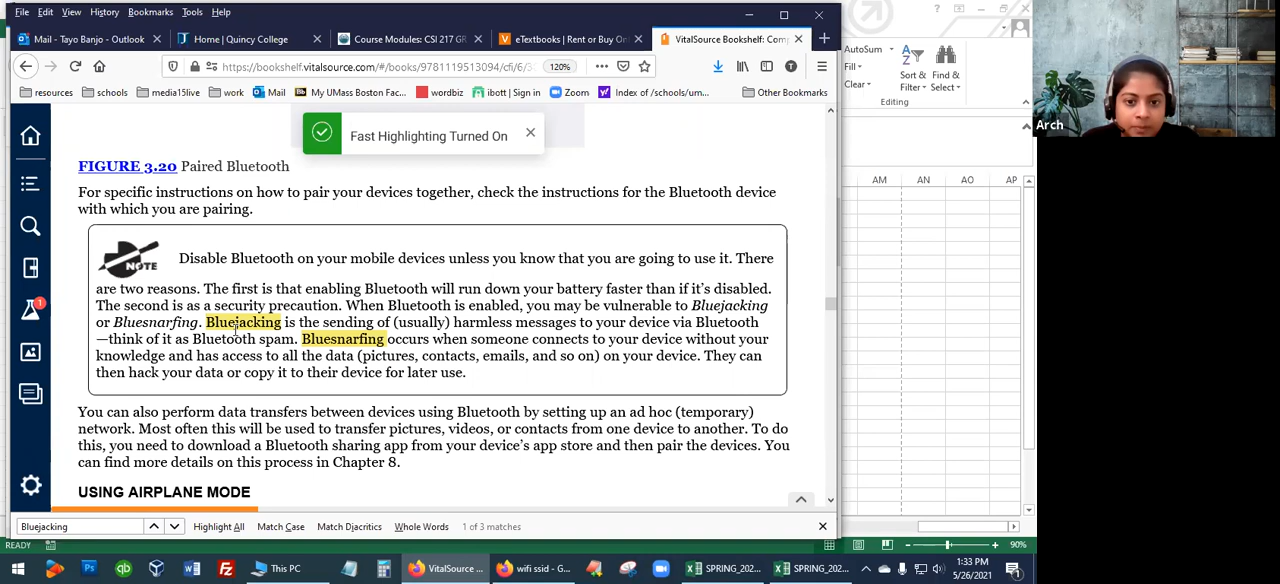 File Edit View History Bookmarks Tools Help
Mail - Tayo Banjo - Outlook
Home | Quincy College
Course Modules: CSI 217 GR
eTextbooks | Rent or Buy On
VitalSource Bookshelf: Com
https://bookshelf.vitalsource.com/#/books/9781119513094/cfi/6/3
120%
resources schools media15live work Mail My UMass Boston Fac... wordbiz ibott | Sign in Zoom Index of /schools/um... Other Bookmarks
Fast Highlighting Turned On
FIGURE 3.20 Paired Bluetooth
For specific instructions on how to pair your devices together, check the instructions for the Bluetooth device
with which you are pairing.
NOTE
Disable Bluetooth on your mobile devices unless you know that you are going to use it. There
are two reasons. The first is that enabling Bluetooth will run down your battery faster than if it's disabled.
The second is as a security precaution. When Bluetooth is enabled, you may be vulnerable to Bluejacking
or Bluesnarfing. Bluejacking is the sending of (usually) harmless messages to your device via Bluetooth
—think of it as Bluetooth spam. Bluesnarfing occurs when someone connects to your device without your
knowledge and has access to all the data (pictures, contacts, emails, and so on) on your device. They can
then hack your data or copy it to their device for later use.
You can also perform data transfers between devices using Bluetooth by setting up an ad hoc (temporary)
network. Most often this will be used to transfer pictures, videos, or contacts from one device to another. To do
this, you need to download a Bluetooth sharing app from your device's app store and then pair the devices. You
can find more details on this process in Chapter 8.
USING AIRPLANE MODE
1
Bluejacking
Highlight All Match Case Match Diacritics Whole Words 1 of 3 matches
AutoSum
Fill
Clear
Sort &
Filter
Find &
Select
Editing
AM AN AO AP
Arch
READY
90%
This PC
VitalSource ...
wifi ssid - G...
SPRING_202...
SPRING_202...
1:33 PM
5/26/2021
1